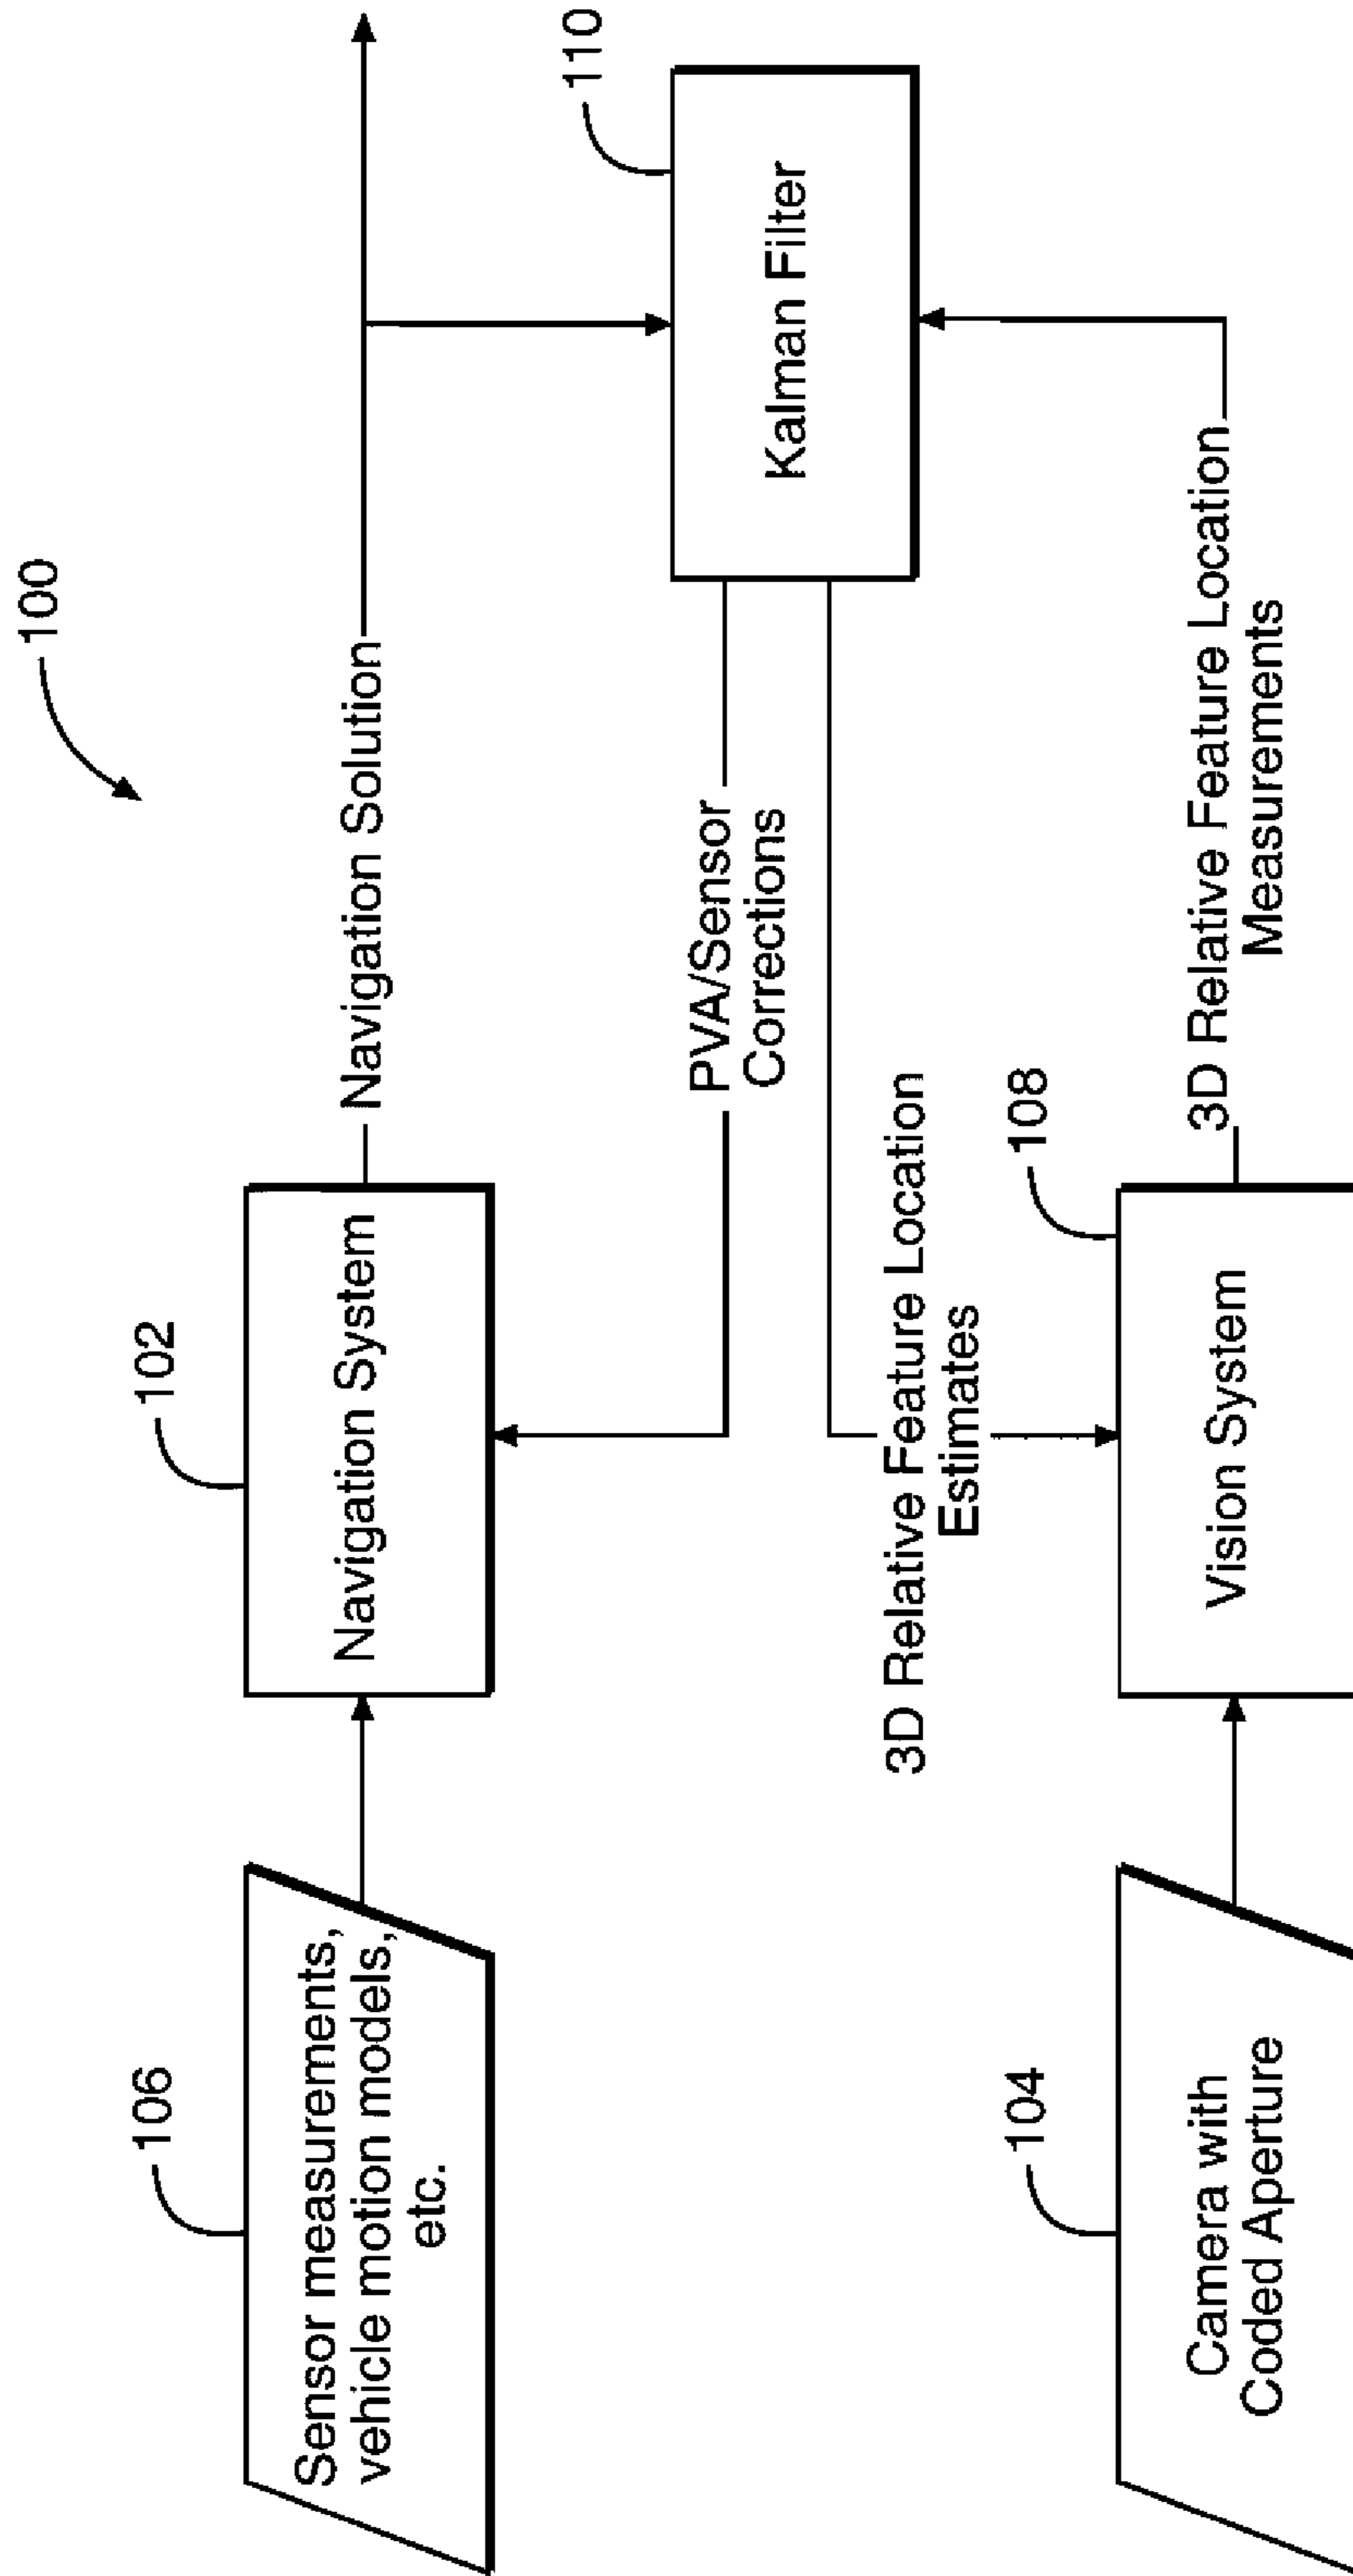 100
106
Sensor measurements,
vehicle motion models,
etc.
102
Navigation System
Navigation Solution
PVA/Sensor
Corrections
110
Kalman Filter
3D Relative Feature Location
Estimates
104
Camera with
Coded Aperture
108
Vision System
3D Relative Feature Location
Measurements